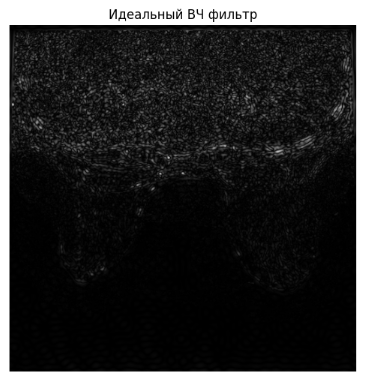 Идеальный ВЧ фильтр